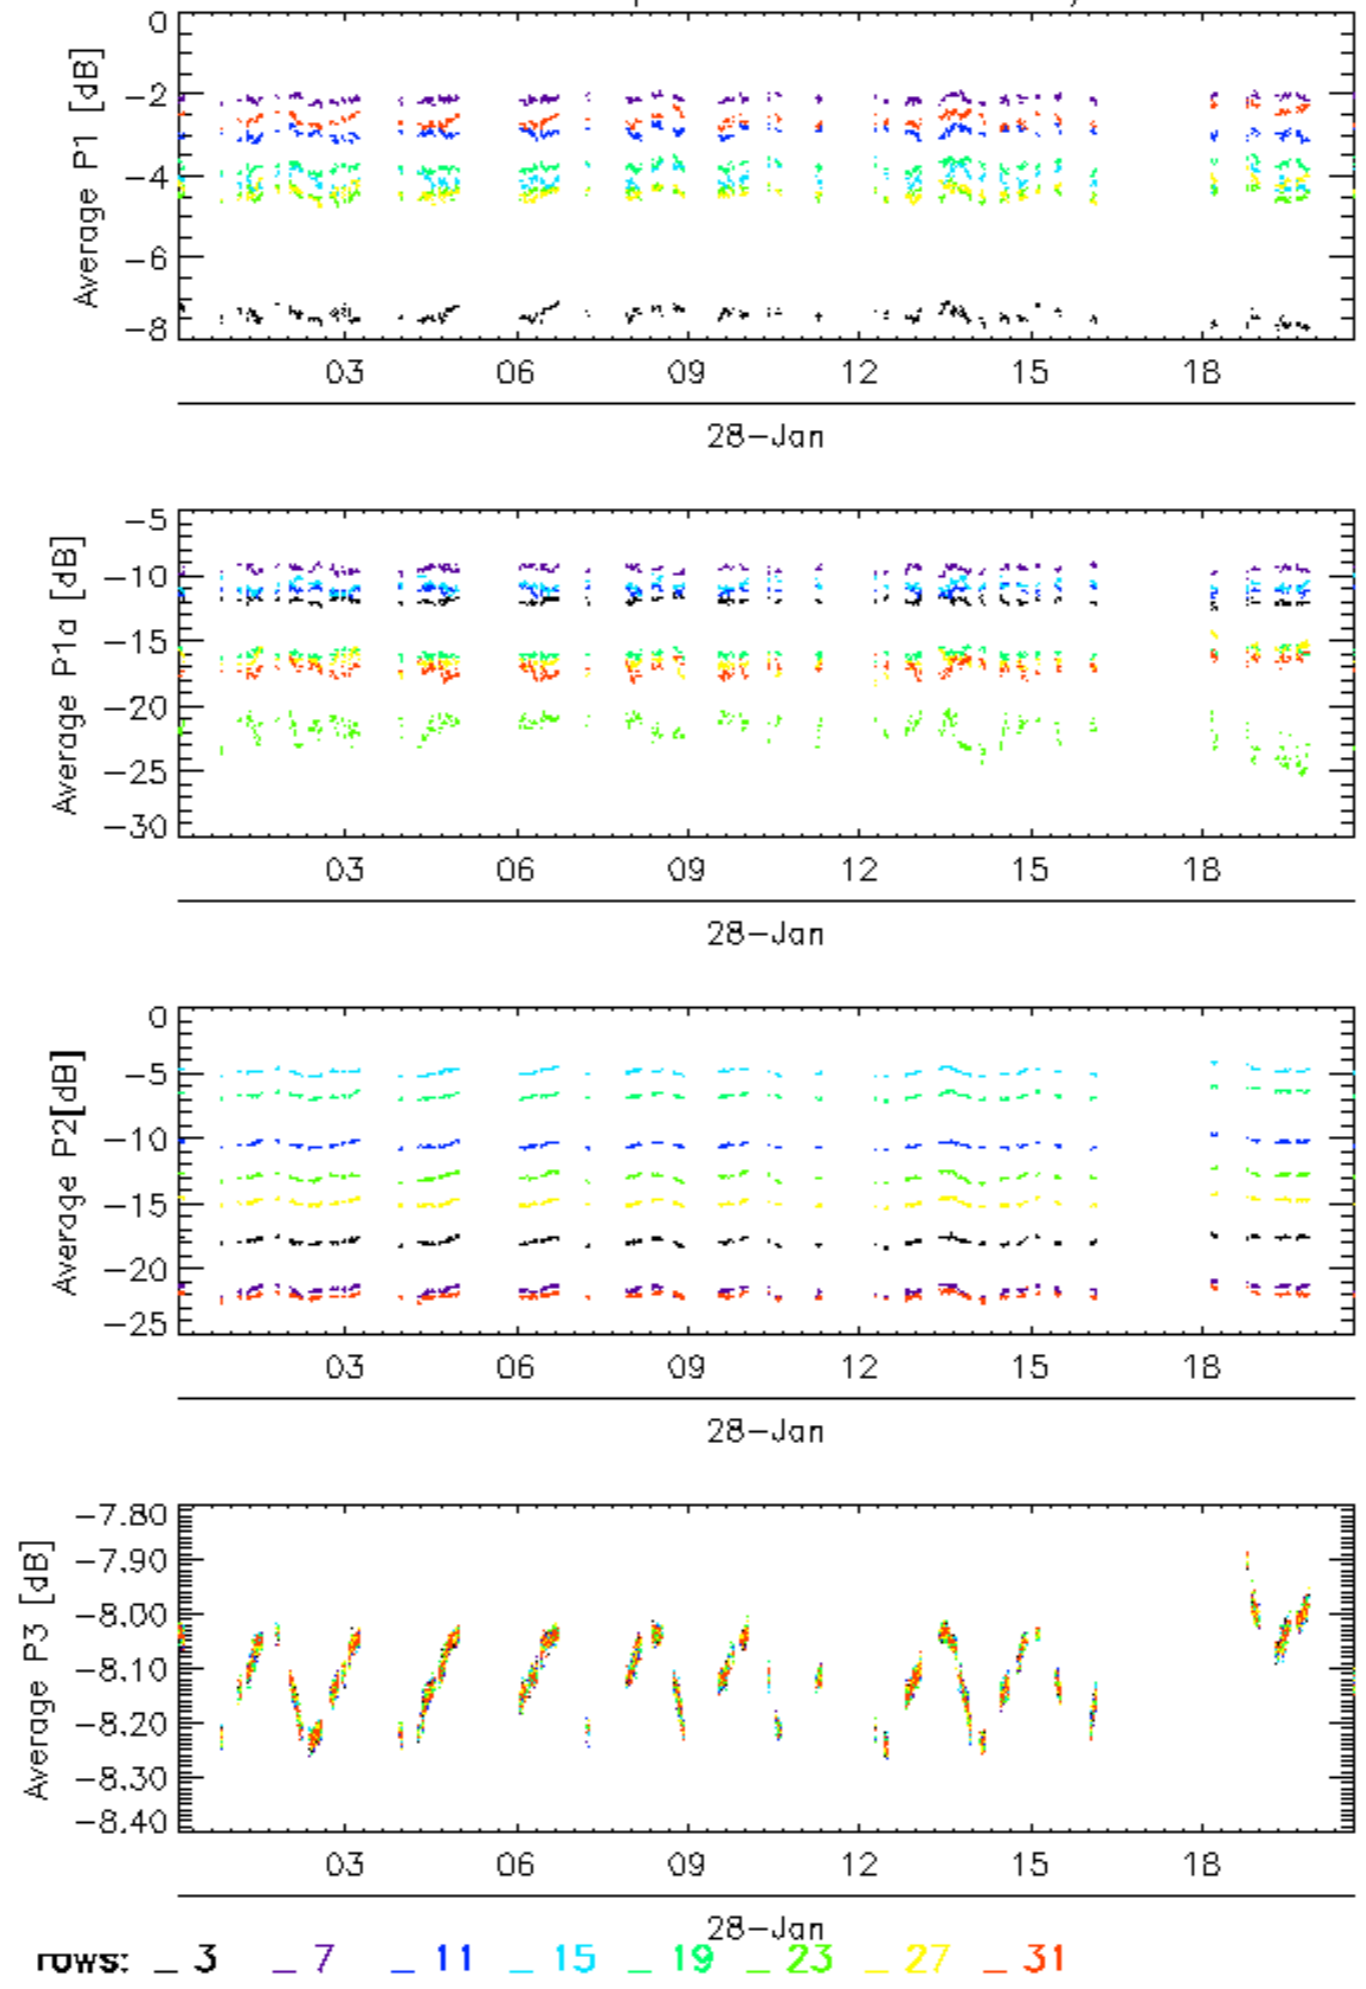 0
-2
-4
-6
-8
Average P1 [dB]
03 06 09 12 15 18
28-Jan
-5
-10
-15
-20
-25
-30
Average P1a [dB]
03 06 09 12 15 18
28-Jan
0
-5
-10
-15
-20
-25
Average P2[dB]
03 06 09 12 15 18
28-Jan
-7.80
-7.90
-8.00
-8.10
-8.20
-8.30
-8.40
Average P3 [dB]
03 06 09 12 15 18
28-Jan
rows: _ 3 _ 7 _ 11 _ 15 _ 19 _ 23 _ 27 _ 31